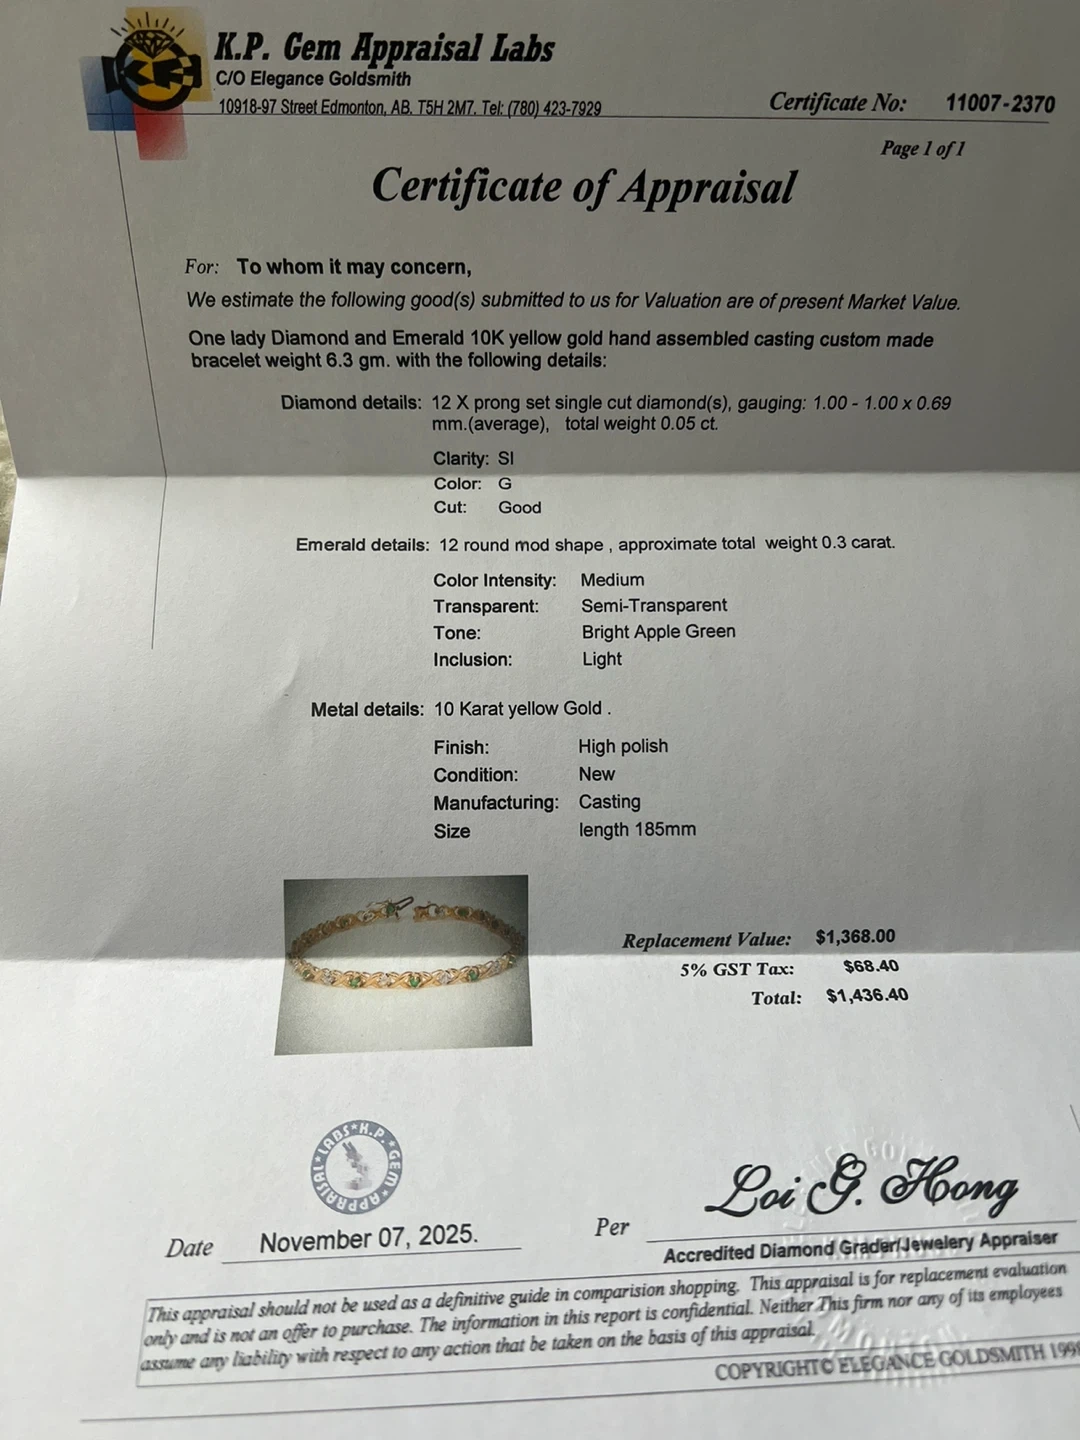 K.P. Gem Appraisal Labs
C/O Elegance Goldsmith
10918-97 Street Edmonton, AB. T5H 2M7. Tel: (780) 423-7929
Certificate No: 11007-2370
Page 1 of 1
Certificate of Appraisal
For: To whom it may concern,
We estimate the following good(s) submitted to us for Valuation are of present Market Value.
One lady Diamond and Emerald 10K yellow gold hand assembled casting custom made
bracelet weight 6.3 gm. with the following details:
Diamond details: 12 X prong set single cut diamond(s), gauging: 1.00 - 1.00 x 0.69
mm.(average), total weight 0.05 ct.
Clarity: SI
Color: G
Cut: Good
Emerald details: 12 round mod shape , approximate total weight 0.3 carat.
Color Intensity: Medium
Transparent: Semi-Transparent
Tone: Bright Apple Green
Inclusion: Light
Metal details: 10 Karat yellow Gold .
Finish: High polish
Condition: New
Manufacturing: Casting
Size length 185mm
Replacement Value: $1,368.00
5% GST Tax: $68.40
Total: $1,436.40
K.P. GEM APPRAISAL LABS
Loi G. Hong
Date November 07, 2025.
Per
Accredited Diamond Grader/Jewelery Appraiser
This appraisal should not be used as a definitive guide in comparision shopping. This appraisal is for replacement evaluation
only and is not an offer to purchase. The information in this report is confidential. Neither This firm nor any of its employees
assume any liability with respect to any action that be taken on the basis of this appraisal.
COPYRIGHT© ELEGANCE GOLDSMITH